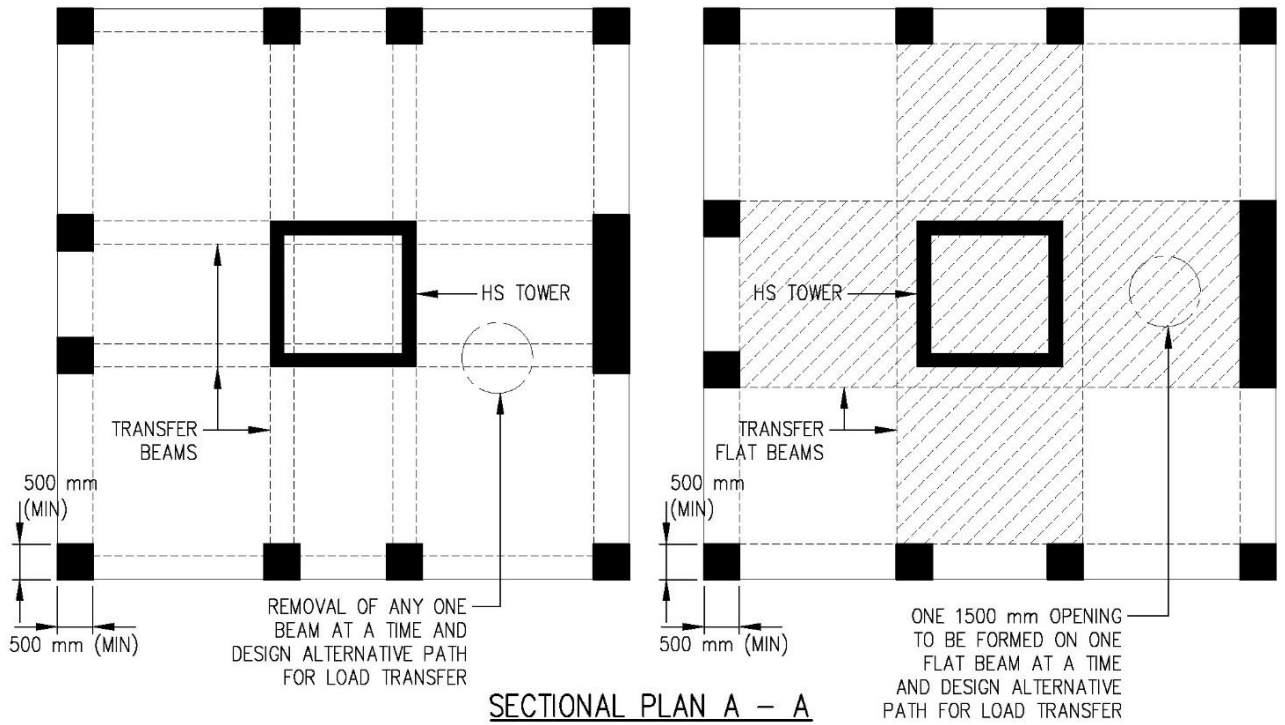 HS TOWER
TRANSFER
BEAMS
500 mm
(MIN)
500 mm (MIN)
REMOVAL OF ANY ONE
BEAM AT A TIME AND
DESIGN ALTERNATIVE PATH
FOR LOAD TRANSFER
HS TOWER
TRANSFER
FLAT BEAMS
500 mm
(MIN)
500 mm (MIN)
ONE 1500 mm OPENING
TO BE FORMED ON ONE
FLAT BEAM AT A TIME
AND DESIGN ALTERNATIVE
PATH FOR LOAD TRANSFER
SECTIONAL PLAN A – A